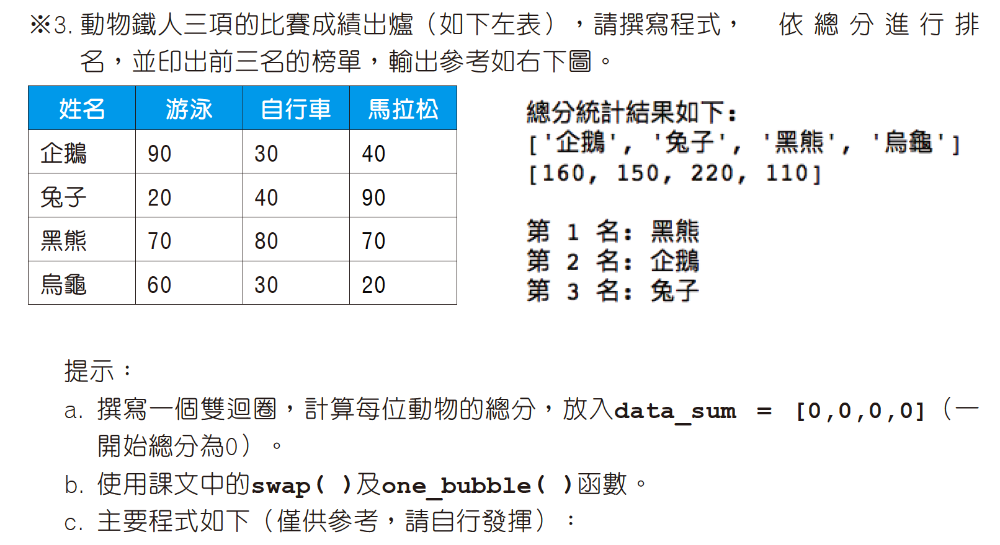 ※3. 動物鐵人三項的比賽成績出爐（如下左表），請撰寫程式， 依總分進行排
名，並印出前三名的榜單，輸出參考如右下圖。
姓名 游泳 自行車 馬拉松
企鵝 90 30 40
兔子 20 40 90
黑熊 70 80 70
烏龜 60 30 20
總分統計結果如下:
['企鵝', '兔子', '黑熊', '烏龜']
[160, 150, 220, 110]
第 1 名: 黑熊
第 2 名: 企鵝
第 3 名: 兔子
提示：
a. 撰寫一個雙迴圈，計算每位動物的總分，放入data_sum = [0,0,0,0]（一
開始總分為0）。
b. 使用課文中的swap( )及one_bubble( )函數。
c. 主要程式如下（僅供參考，請自行發揮）：